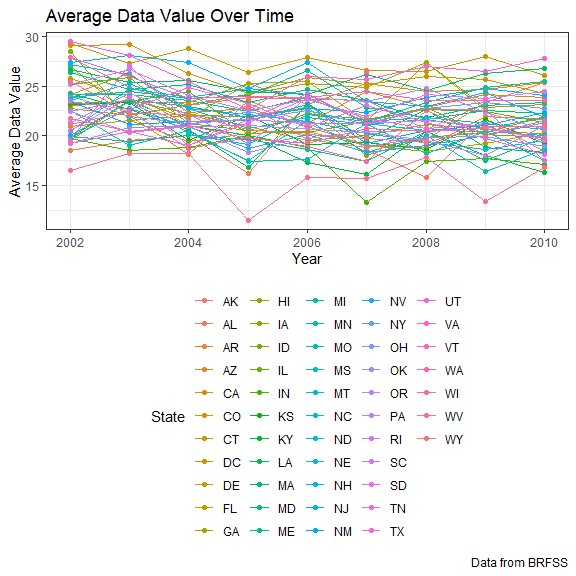 Average Data Value Over Time
Average Data Value
30
25
20
15
2002 2004 2006 2008 2010
Year
State
AK HI MI NV UT
AL IA MN NY VA
AR ID MO OH VT
AZ IL MS OK WA
CA IN MT OR WI
CO KS NC PA WV
CT KY ND RI WY
DC LA NE SC
DE MA NH SD
FL MD NJ TN
GA ME NM TX
Data from BRFSS